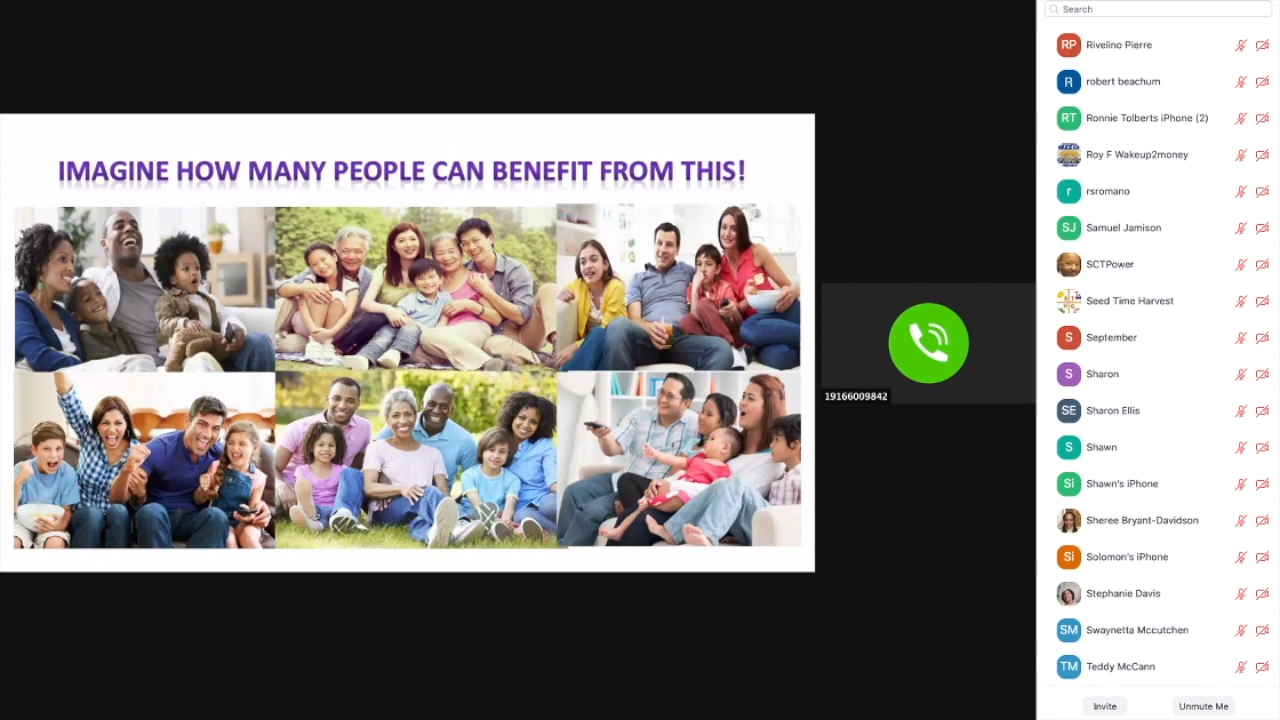 IMAGINE HOW MANY PEOPLE CAN BENEFIT FROM THIS!
19166009842
Search
RP Rivelino Pierre
R robert beachum
RT Ronnie Tolberts iPhone (2)
Roy F Wakeup2money
r rsromano
SJ Samuel Jamison
SCTPower
Seed Time Harvest
S September
S Sharon
SE Sharon Ellis
S Shawn
Si Shawn's iPhone
Sheree Bryant-Davidson
Si Solomon's iPhone
Stephanie Davis
SM Swaynetta Mccutchen
TM Teddy McCann
Invite
Unmute Me